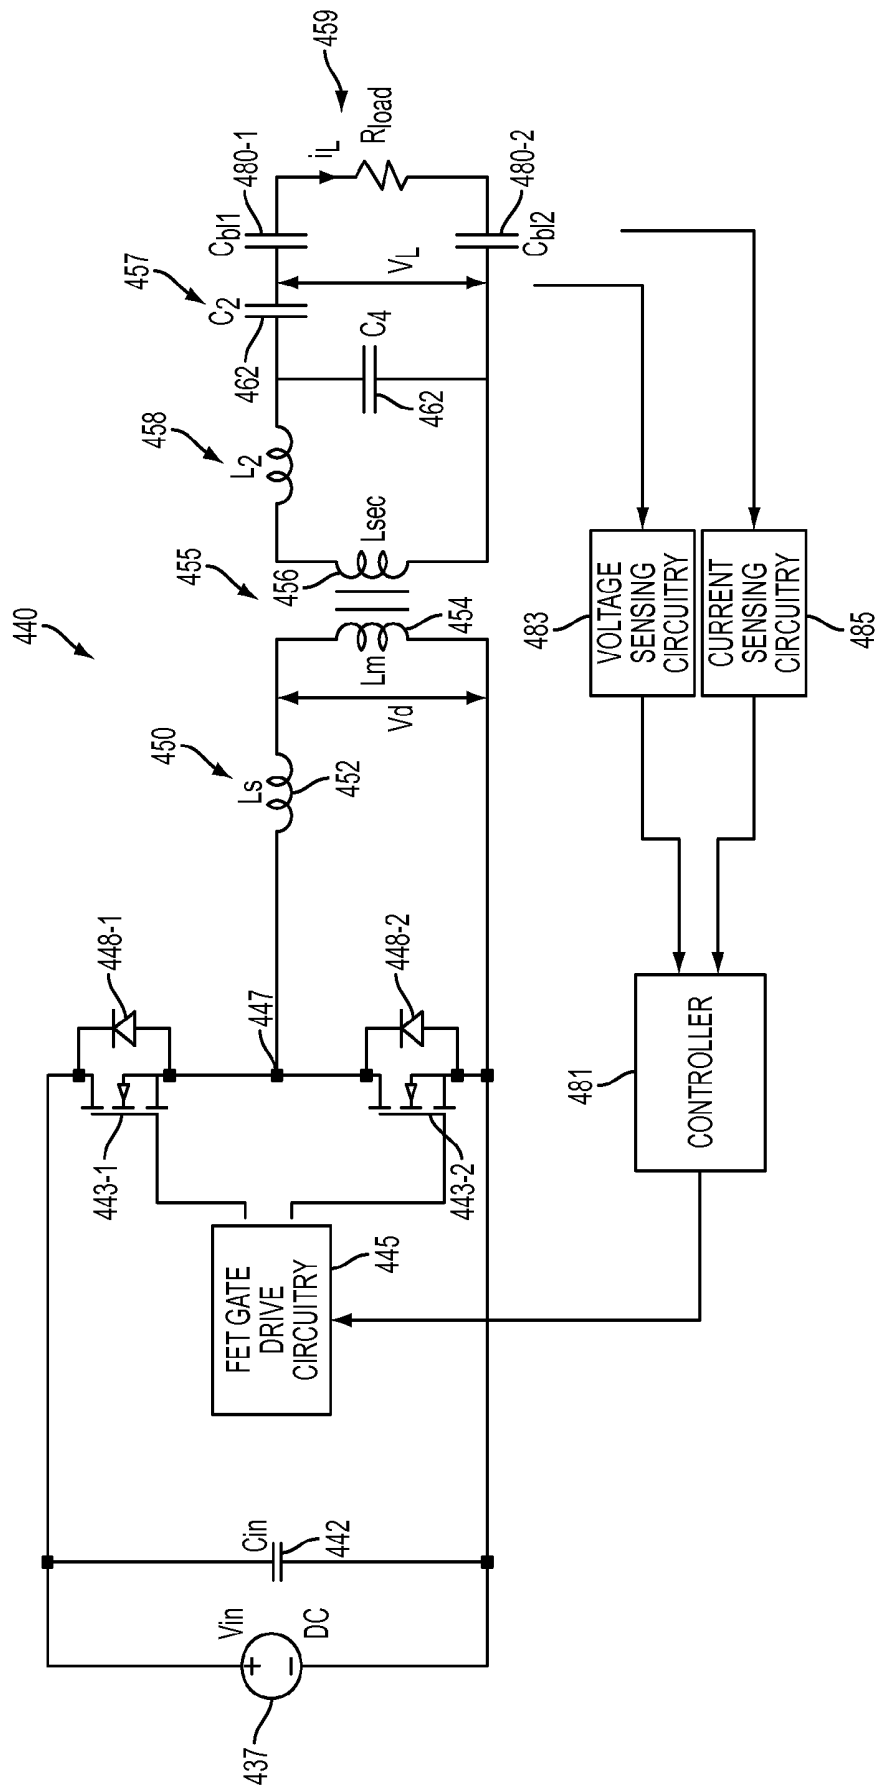 440
437
Vin
DC
Cin
442
FET GATE
DRIVE
CIRCUITRY
445
443-1
448-1
447
443-2
448-2
450
Ls
452
Vd
Lm
454
455
456
Lsec
458
L2
457
C2
462
C4
462
Cbl1
480-1
VL
Cbl2
480-2
iL
Rload
459
483
VOLTAGE
SENSING
CIRCUITRY
CURRENT
SENSING
CIRCUITRY
485
481
CONTROLLER